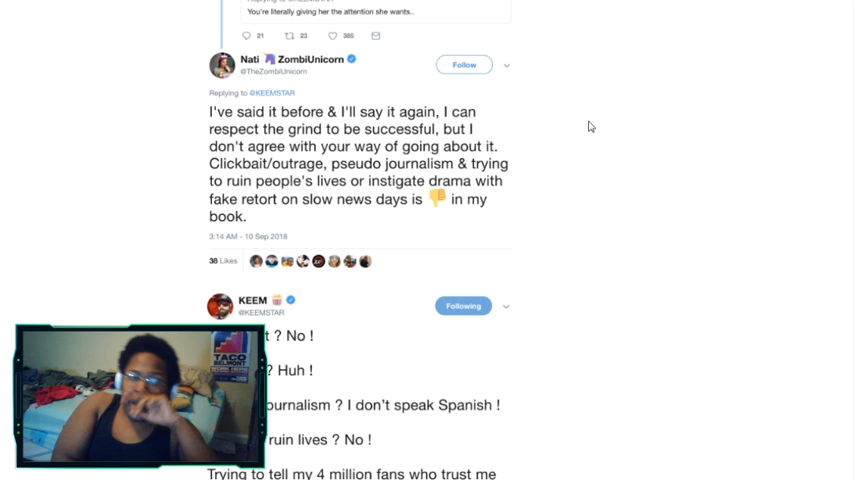 You're literally giving her the attention she wants..
21 23 365
Nati 🦄 ZombiUnicorn
@TheZombiUnicorn
Follow
Replying to @KEEMSTAR
I've said it before & I'll say it again, I can
respect the grind to be successful, but I
don't agree with your way of going about it.
Clickbait/outrage, pseudo journalism & trying
to ruin people's lives or instigate drama with
fake retort on slow news days is 👎 in my
book.
3:14 AM - 10 Sep 2018
38 Likes
KEEM 🍿
@KEEMSTAR
Following
t ? No !
? Huh !
ournalism ? I don't speak Spanish !
ruin lives ? No !
Trying to tell my 4 million fans who trust me
TACO
BELMONT